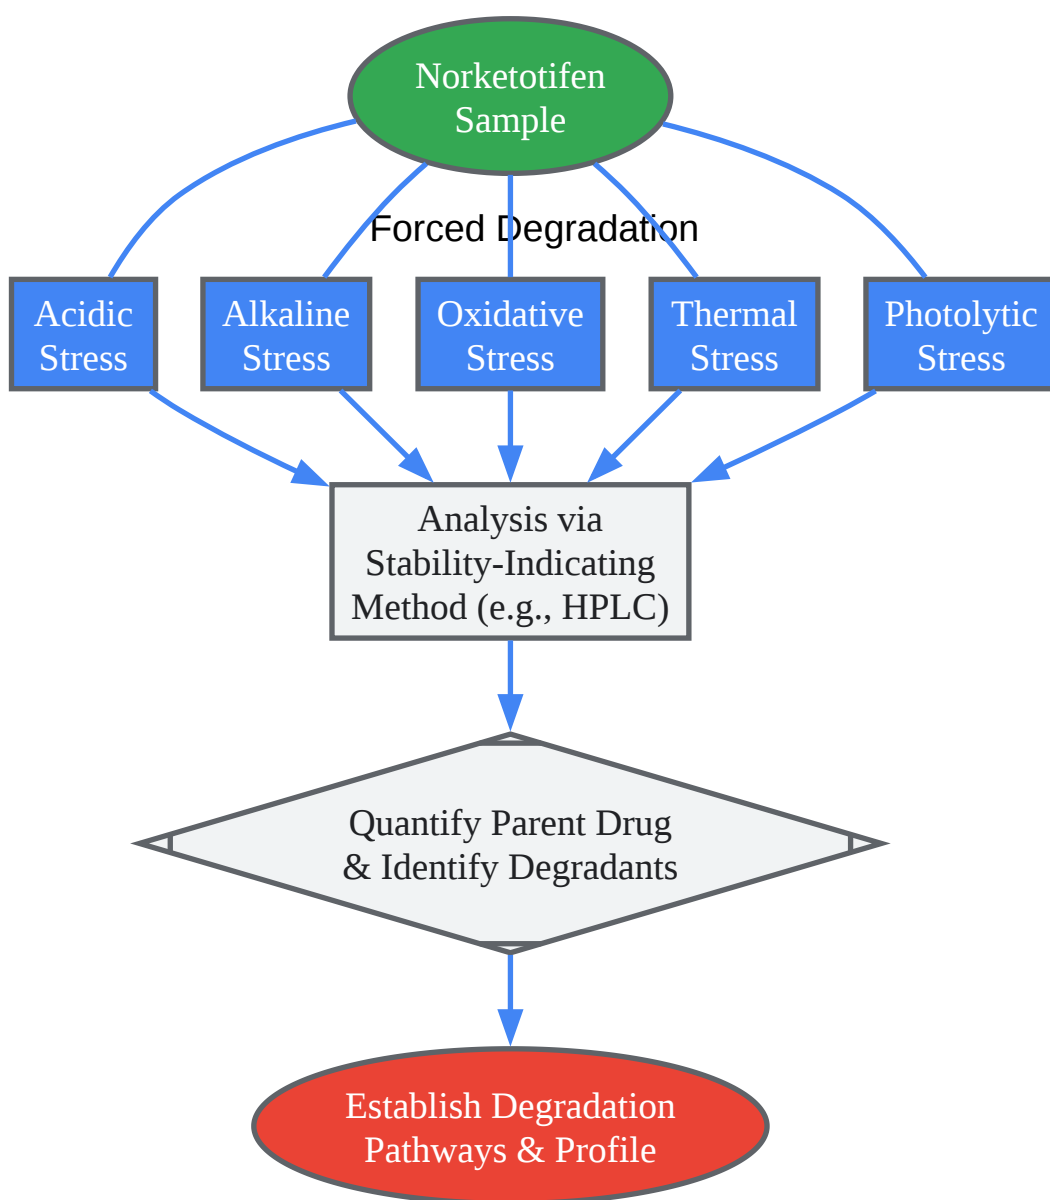 Norketotifen
Sample
Forced Degradation
Acidic
Stress
Alkaline
Stress
Oxidative
Stress
Thermal
Stress
Photolytic
Stress
Analysis via
Stability-Indicating
Method (e.g., HPLC)
Quantify Parent Drug
& Identify Degradants
Establish Degradation
Pathways & Profile